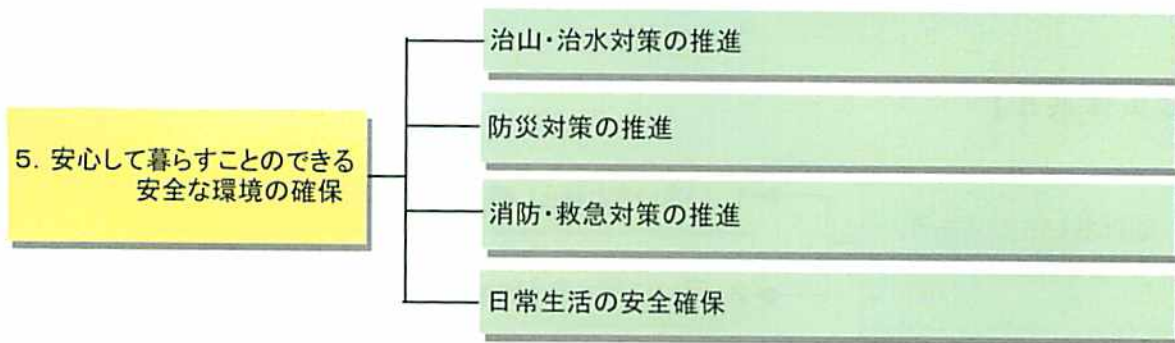 5. 安心して暮らすことのできる
安全な環境の確保
治山・治水対策の推進
防災対策の推進
消防・救急対策の推進
日常生活の安全確保